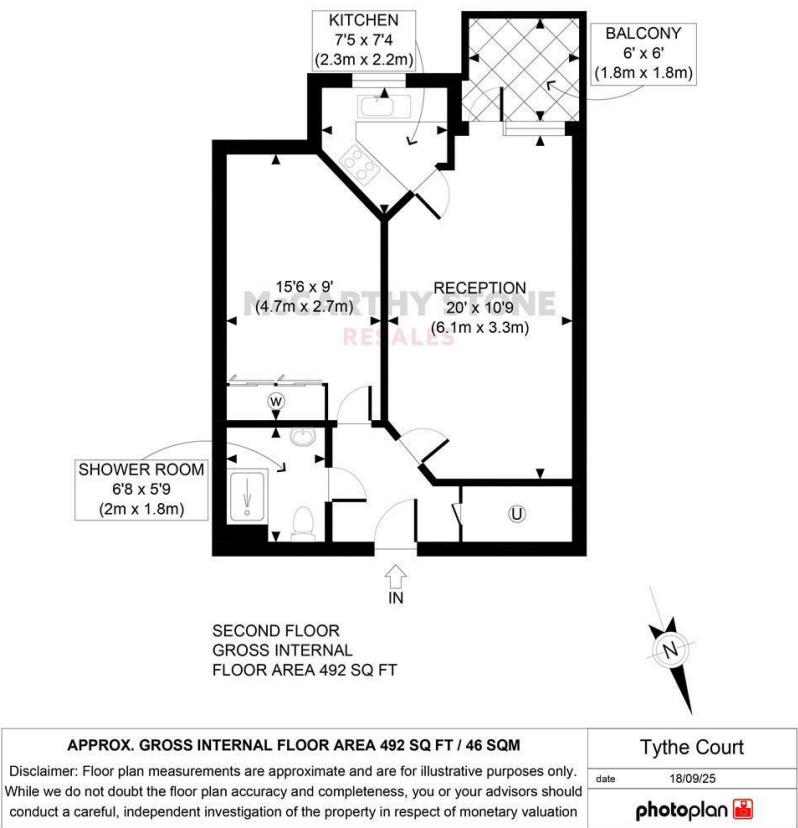 KITCHEN
7'5 x 7'4
(2.3m x 2.2m)
BALCONY
6' x 6'
(1.8m x 1.8m)
15'6 x 9'
(4.7m x 2.7m)
RECEPTION
20' x 10'9
(6.1m x 3.3m)
McCARTHY STONE
RESALES
W
SHOWER ROOM
6'8 x 5'9
(2m x 1.8m)
U
IN
SECOND FLOOR
GROSS INTERNAL
FLOOR AREA 492 SQ FT
N
APPROX. GROSS INTERNAL FLOOR AREA 492 SQ FT / 46 SQM
Disclaimer: Floor plan measurements are approximate and are for illustrative purposes only.
While we do not doubt the floor plan accuracy and completeness, you or your advisors should
conduct a careful, independent investigation of the property in respect of monetary valuation
Tythe Court
date 18/09/25
photoplan